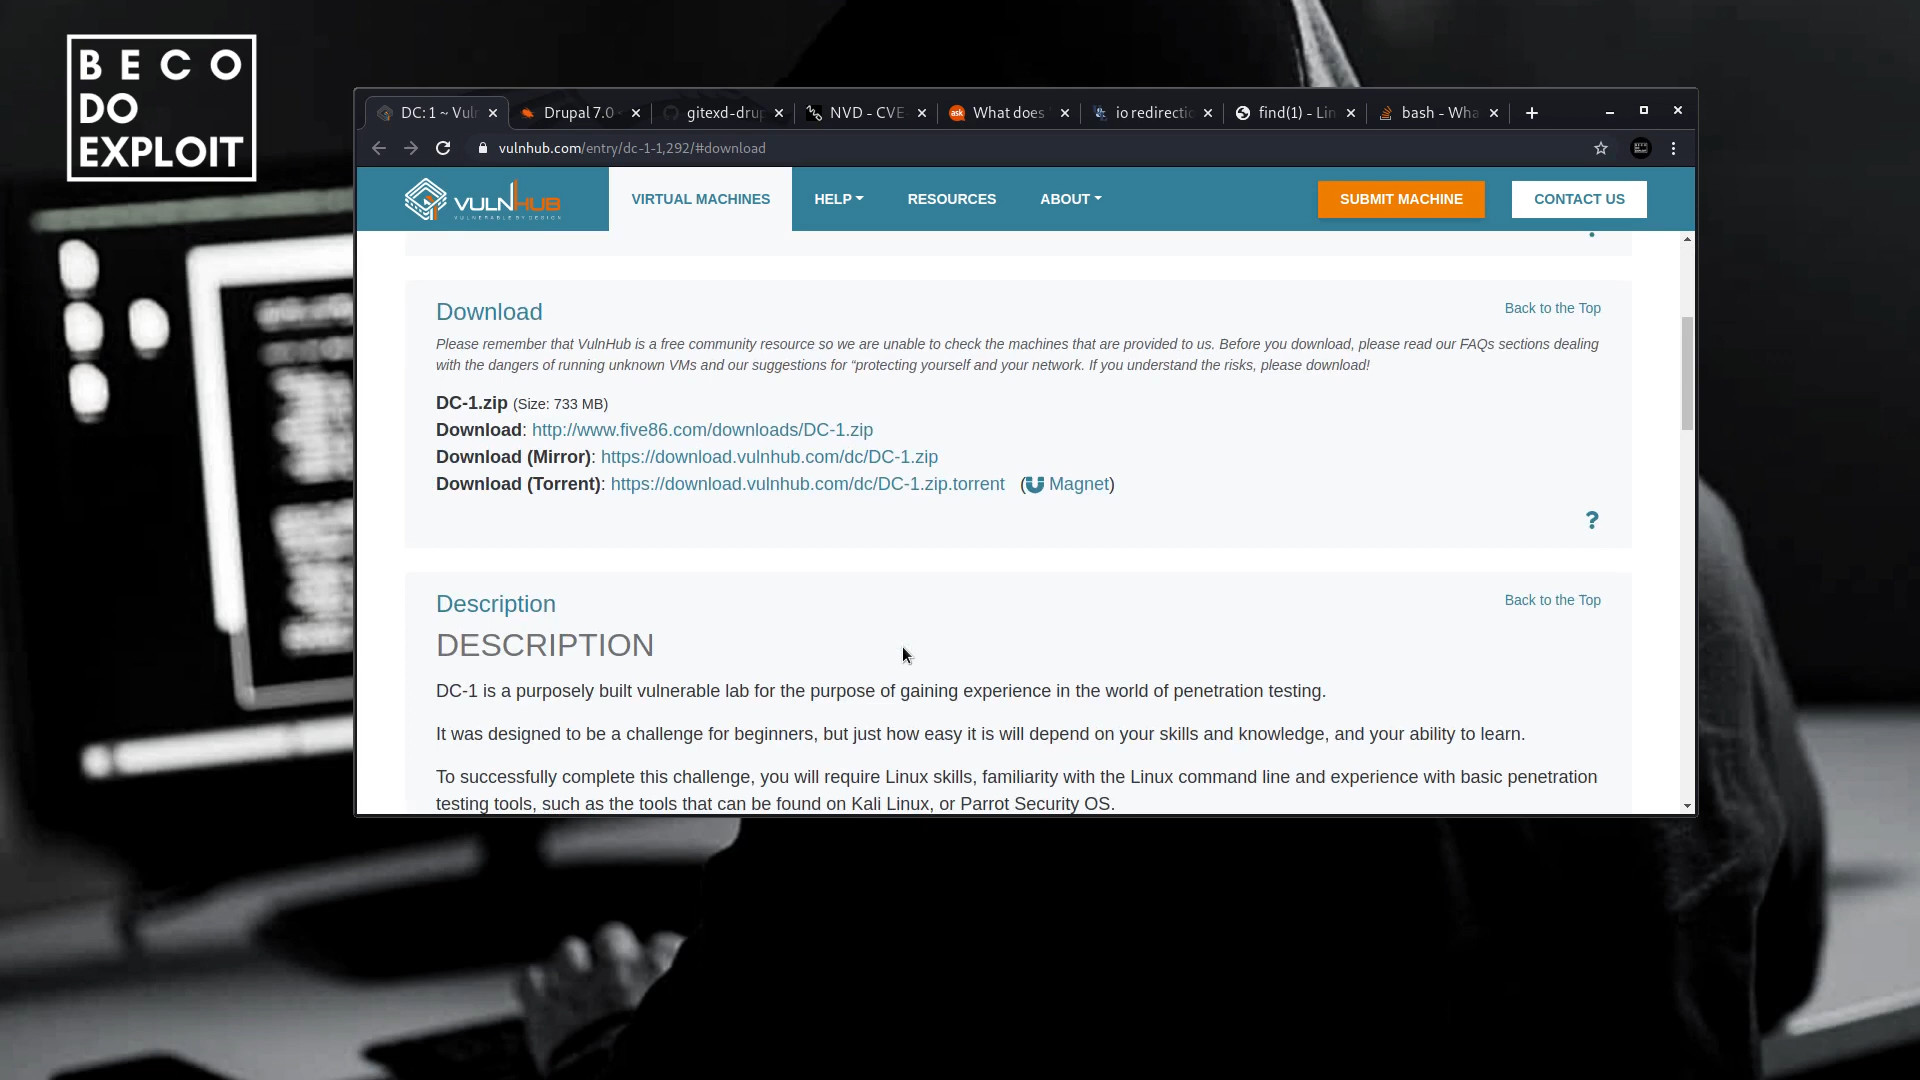 BECO
DO
EXPLOIT
DC: 1 ~ Vul
Drupal 7.0
gitexd-drup
NVD - CVE
What does
io redirectio
find(1) - Lin
bash - Wha
vulnhub.com/entry/dc-1-1,292/#download
VULNHUB
VULNERABLE BY DESIGN
VIRTUAL MACHINES
HELP
RESOURCES
ABOUT
SUBMIT MACHINE
CONTACT US
Download
Back to the Top
Please remember that VulnHub is a free community resource so we are unable to check the machines that are provided to us. Before you download, please read our FAQs sections dealing
with the dangers of running unknown VMs and our suggestions for “protecting yourself and your network. If you understand the risks, please download!
DC-1.zip (Size: 733 MB)
Download: http://www.five86.com/downloads/DC-1.zip
Download (Mirror): https://download.vulnhub.com/dc/DC-1.zip
Download (Torrent): https://download.vulnhub.com/dc/DC-1.zip.torrent ( Magnet)
?
Description
Back to the Top
DESCRIPTION
DC-1 is a purposely built vulnerable lab for the purpose of gaining experience in the world of penetration testing.
It was designed to be a challenge for beginners, but just how easy it is will depend on your skills and knowledge, and your ability to learn.
To successfully complete this challenge, you will require Linux skills, familiarity with the Linux command line and experience with basic penetration
testing tools, such as the tools that can be found on Kali Linux, or Parrot Security OS.